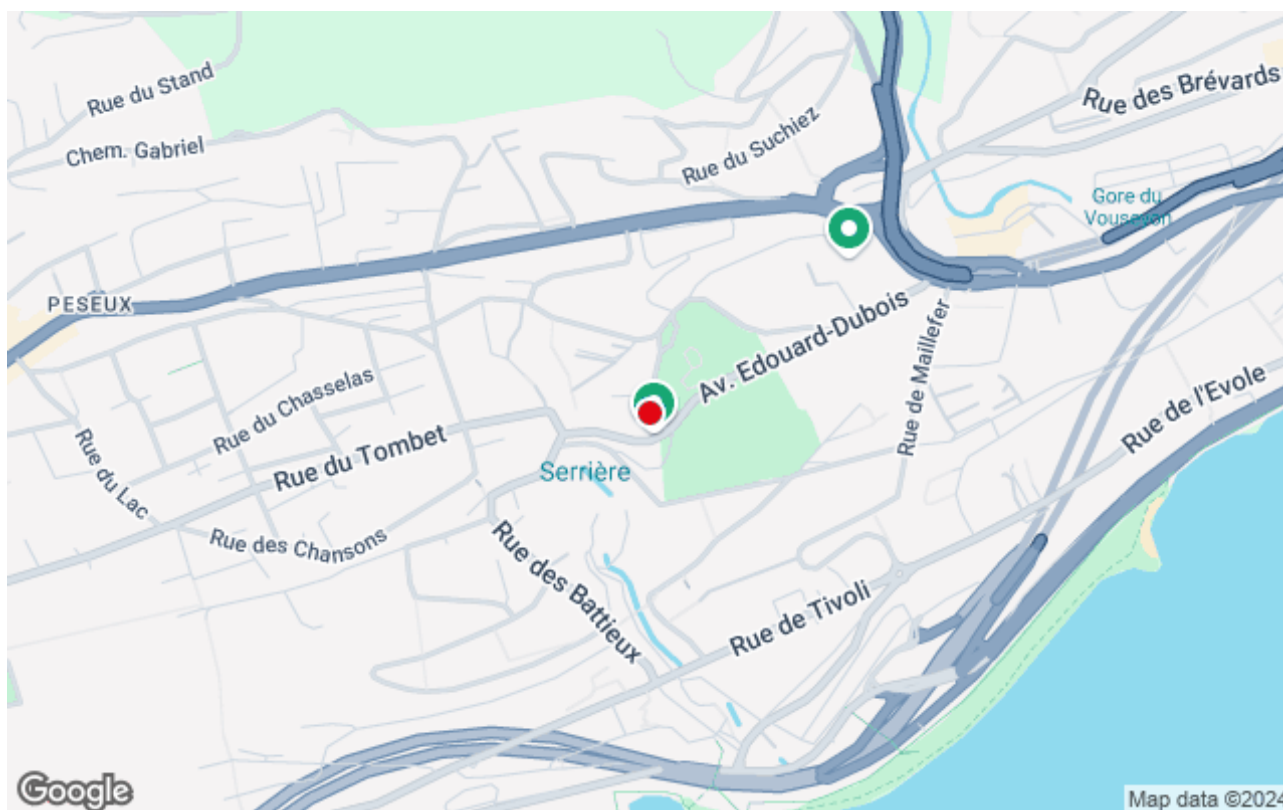 Rue du Stand
Chem. Gabriel
Rue du Suchiez
Rue des Brévards
Gore du
Vouseyon
PESEUX
Av. Edouard-Dubois
Rue de Maillefer
Rue de l'Evole
Rue du Chasselas
Rue du Tombet
Rue du Lac
Serrière
Rue des Chansons
Rue des Battieux
Rue de Tivoli
Google
Map data ©2024